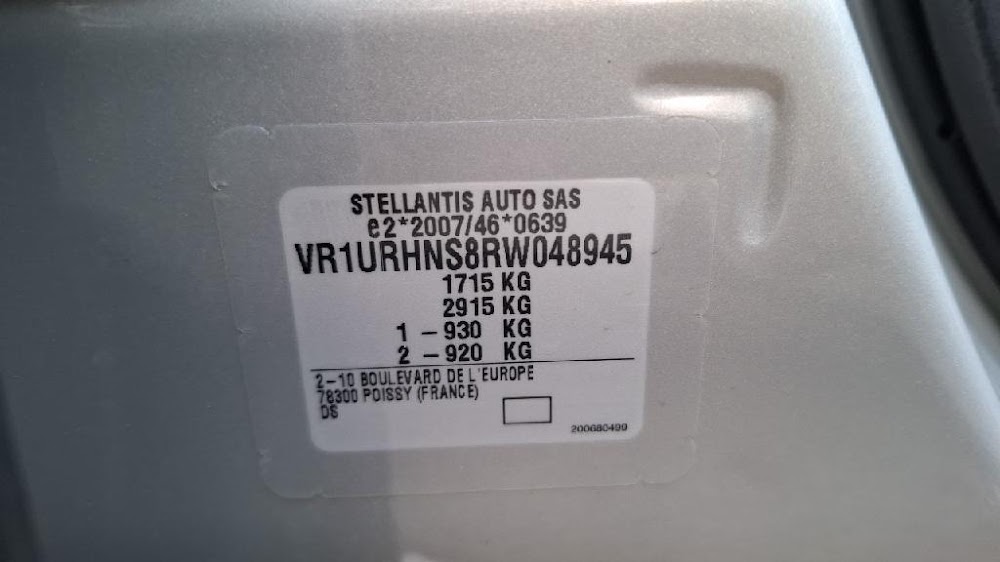 STELLANTIS AUTO SAS
e2*2007/46*0639
VR1URHNS8RW048945
1715 KG
2915 KG
1 - 930 KG
2 - 920 KG
2-10 BOULEVARD DE L'EUROPE
78300 POISSY (FRANCE)
DS
200680499